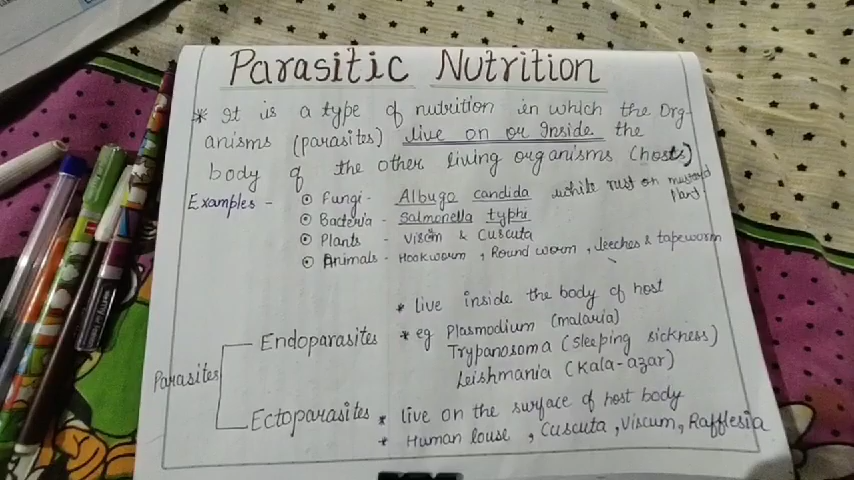 Parasitic Nutrition
* It is a type of nutrition in which the Org-
anisms (parasites) live on or Inside the
body of the other living organisms (hosts)
Examples - ⊙ Fungi - Albugo candida while rust on mustard
plant
⊙ Bacteria - Salmonella typhi
⊙ Plants - Viscum & Cuscuta
⊙ Animals - Hookworm, Round worm, Leeches & tapeworm
* live inside the body of host
Endoparasites * eg Plasmodium (malaria)
Trypanosoma (Sleeping sickness)
Leishmania (Kala-azar)
Parasites
Ectoparasites * live on the surface of host body
* Human louse, Cuscuta, Viscum, Rafflesia